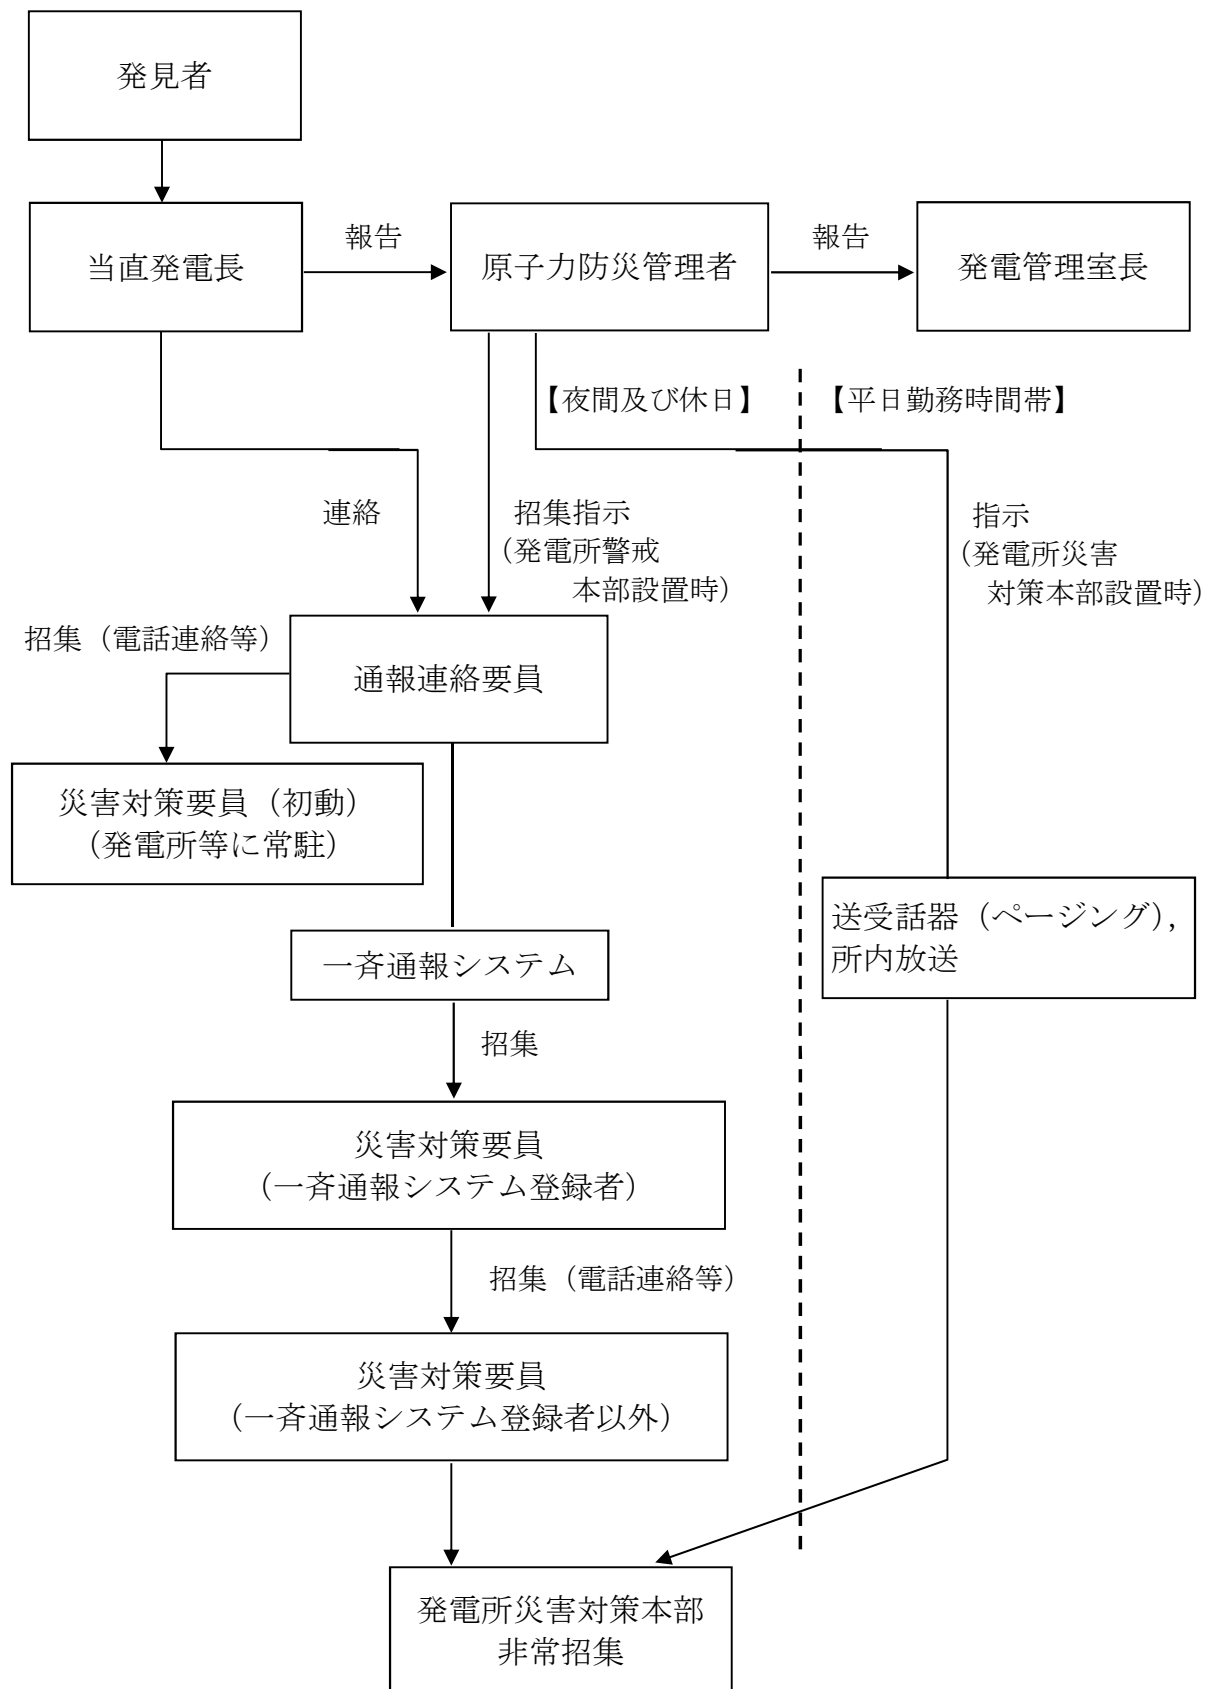 発見者
当直発電長
報告
原子力防災管理者
報告
発電管理室長
【夜間及び休日】
【平日勤務時間帯】
連絡
招集指示
（発電所警戒
本部設置時）
指示
（発電所災害
対策本部設置時）
招集（電話連絡等）
通報連絡要員
災害対策要員（初動）
（発電所等に常駐）
送受話器（ページング），
所内放送
一斉通報システム
招集
災害対策要員
（一斉通報システム登録者）
招集（電話連絡等）
災害対策要員
（一斉通報システム登録者以外）
発電所災害対策本部
非常招集